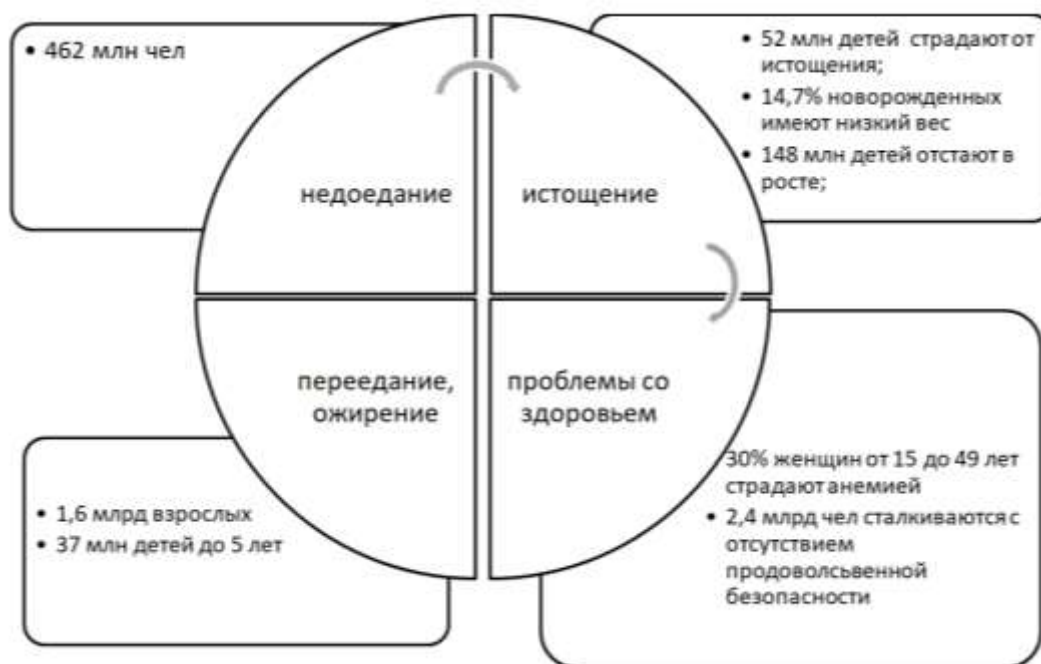 • 462 млн чел
• 52 млн детей страдают от
истощения;
• 14,7% новорожденных
имеют низкий вес
• 148 млн детей отстают в
росте;
недоедание
истощение
переедание,
ожирение
проблемы со
здоровьем
• 1,6 млрд взрослых
• 37 млн детей до 5 лет
30% женщин от 15 до 49 лет
страдают анемией
• 2,4 млрд чел сталкиваются с
отсутствием
продоволсьвенной
безопасности